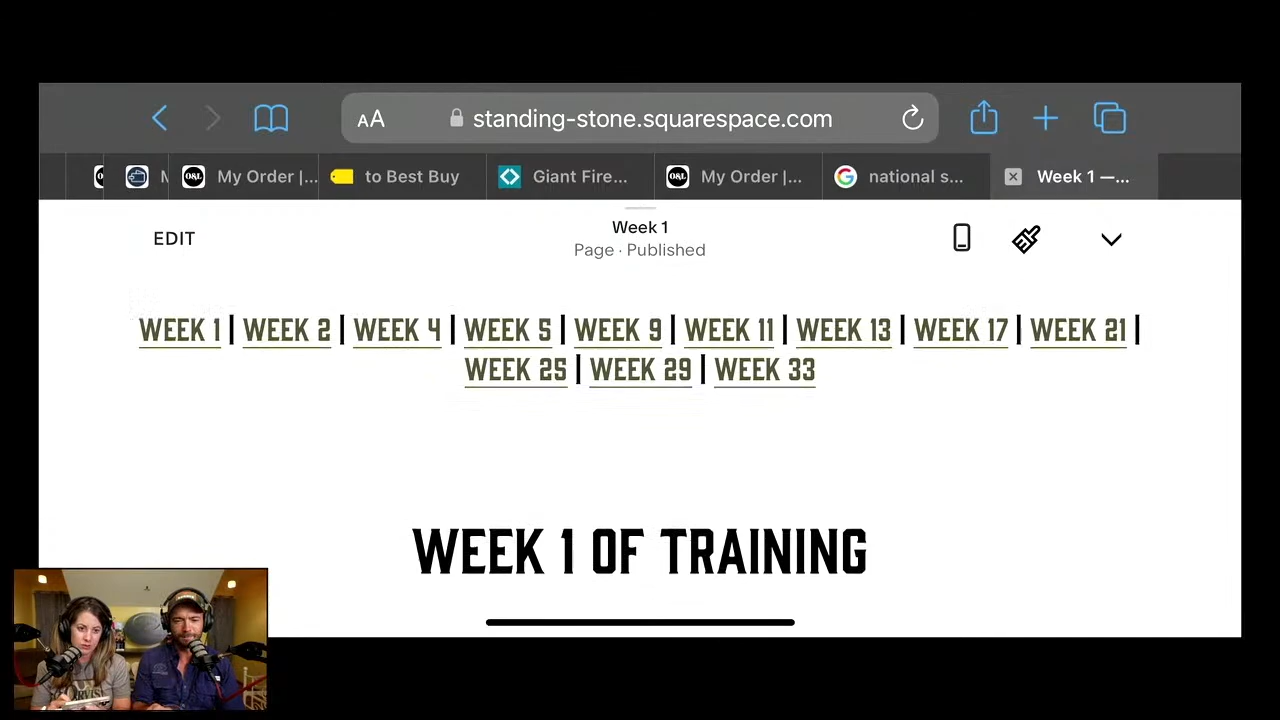 AA standing-stone.squarespace.com
My Order |... to Best Buy Giant Fire... My Order |... national s... Week 1 —...
EDIT
Week 1
Page · Published
WEEK 1 | WEEK 2 | WEEK 4 | WEEK 5 | WEEK 9 | WEEK 11 | WEEK 13 | WEEK 17 | WEEK 21 |
WEEK 25 | WEEK 29 | WEEK 33
WEEK 1 OF TRAINING
ORVIS